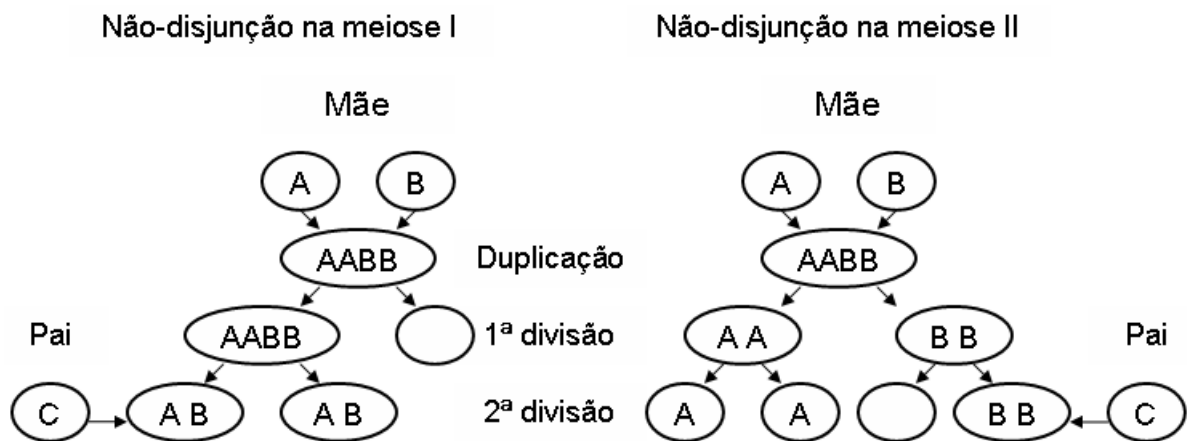 Não-disjunção na meiose I
Não-disjunção na meiose II
Mãe
Mãe
A
B
A
B
AABB
Duplicação
AABB
Pai
AABB
1ª divisão
A A
B B
Pai
C
A B
A B
2ª divisão
A
A
B B
C